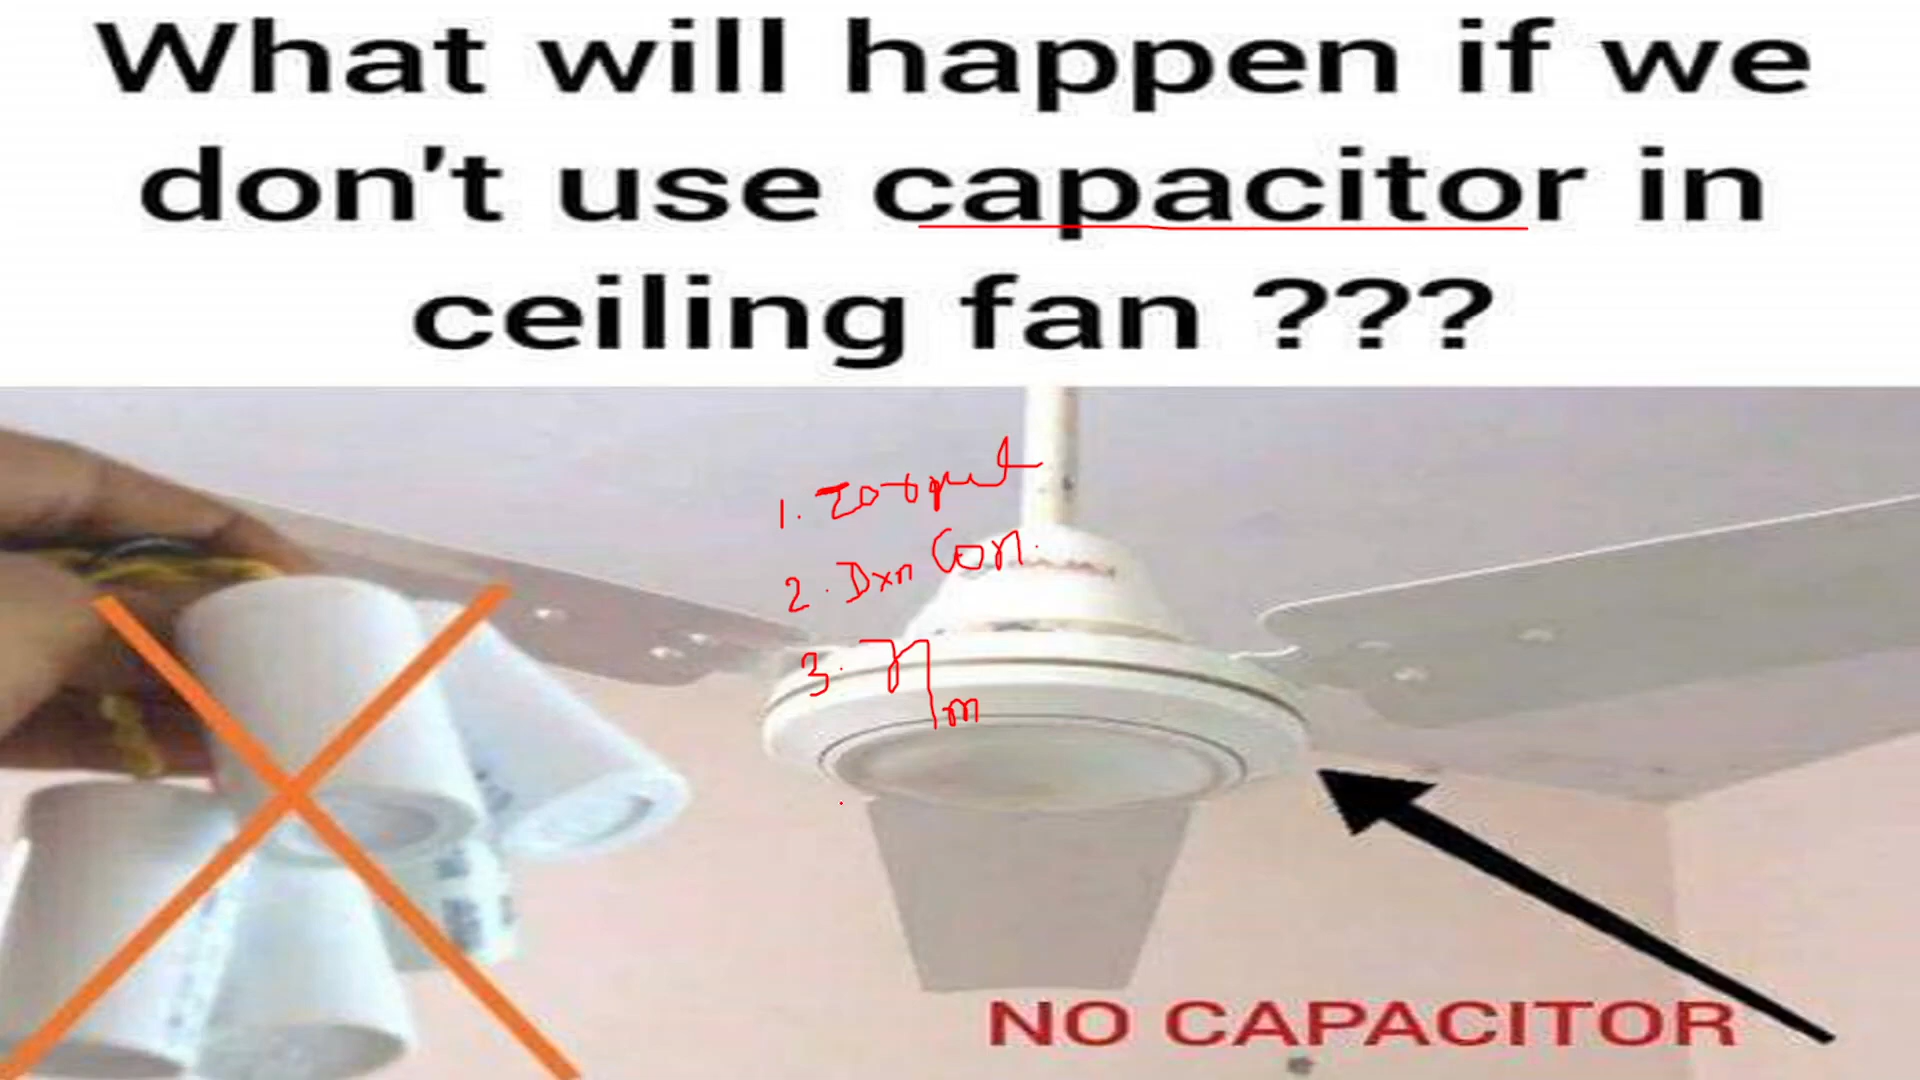 What will happen if we
don't use capacitor in
ceiling fan ???
1. Torque
2. Dxn Con.
3. η
m
NO CAPACITOR